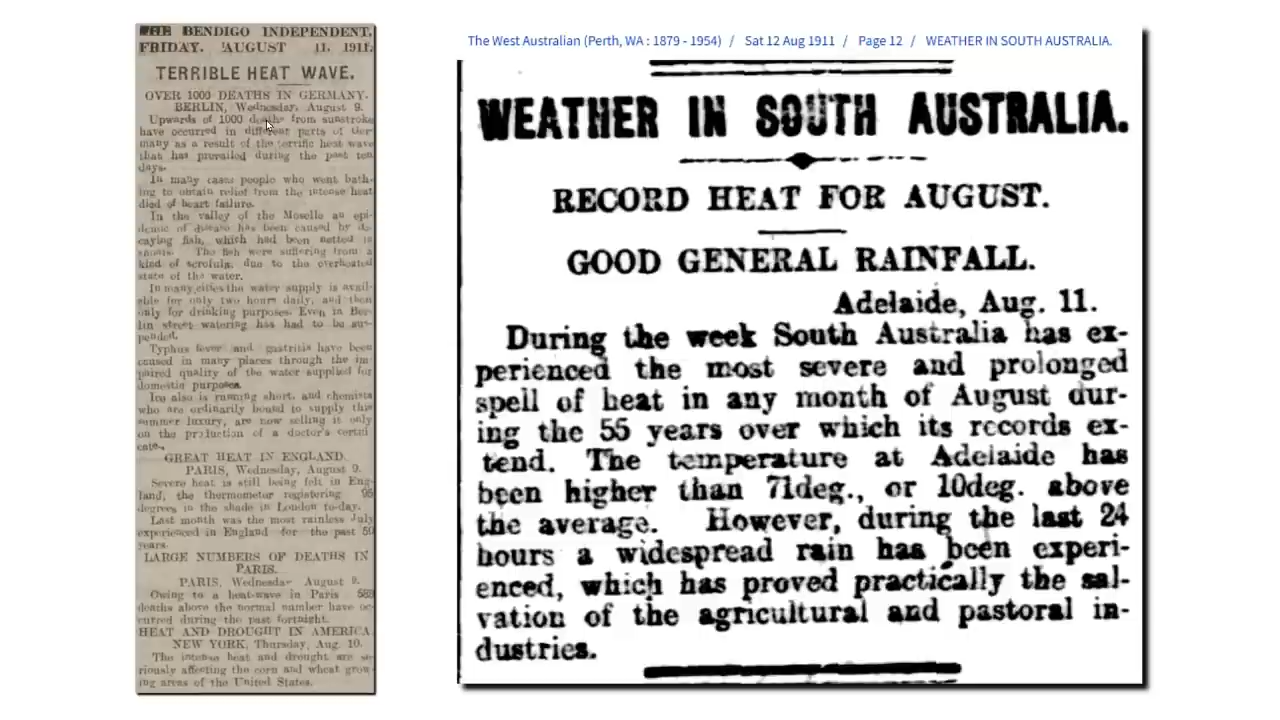 THE BENDIGO INDEPENDENT.
FRIDAY. AUGUST 11. 1911.
TERRIBLE HEAT WAVE.
OVER 1000 DEATHS IN GERMANY.
BERLIN, Wednesday, August 9.
Upwards of 1000 deaths from sunstroke
have occurred in different parts of Ger-
many as a result of the terrific heat wave
that has prevailed during the past ten
days.
In many cases people who went bath-
ing to obtain relief from the intense heat
died of heart failure.
In the valley of the Moselle an epi-
demic of disease has been caused by de-
caying fish, which had been netted in
The fish were suffering from a
kind of scrofula, due to the overheated
state of the water.
In many cities the water supply is avail-
able for only two hours daily, and then
only for drinking purposes. Even in Ber-
lin street watering has had to be sus-
pended.
Typhus fever and gastritis have been
caused in many places through the im-
paired quality of the water supplied for
domestic purposes.
Ice also is running short, and chemists
who are ordinarily bound to supply this
summer luxury, are now selling it only
on the production of a doctor's certifi-
cate.
GREAT HEAT IN ENGLAND.
PARIS, Wednesday, August 9.
Severe heat is still being felt in Eng-
land, the thermometer registering 95
degrees in the shade in London to-day.
Last month was the most rainless July
experienced in England for the past 50
years.
LARGE NUMBERS OF DEATHS IN
PARIS.
PARIS, Wednesday August 9.
Owing to a heat-wave in Paris
deaths above the normal number have oc-
curred during the past fortnight.
HEAT AND DROUGHT IN AMERICA.
NEW YORK, Thursday, Aug. 10.
The intense heat and drought are se-
riously affecting the corn and wheat grow-
ing areas of the United States.
The West Australian (Perth, WA : 1879 - 1954) / Sat 12 Aug 1911 / Page 12 / WEATHER IN SOUTH AUSTRALIA.
WEATHER IN SOUTH AUSTRALIA.
RECORD HEAT FOR AUGUST.
GOOD GENERAL RAINFALL.
Adelaide, Aug. 11.
During the week South Australia has ex-
perienced the most severe and prolonged
spell of heat in any month of August dur-
ing the 55 years over which its records ex-
tend. The temperature at Adelaide has
been higher than 71deg., or 10deg. above
the average. However, during the last 24
hours a widespread rain has been experi-
enced, which has proved practically the sal-
vation of the agricultural and pastoral in-
dustries.